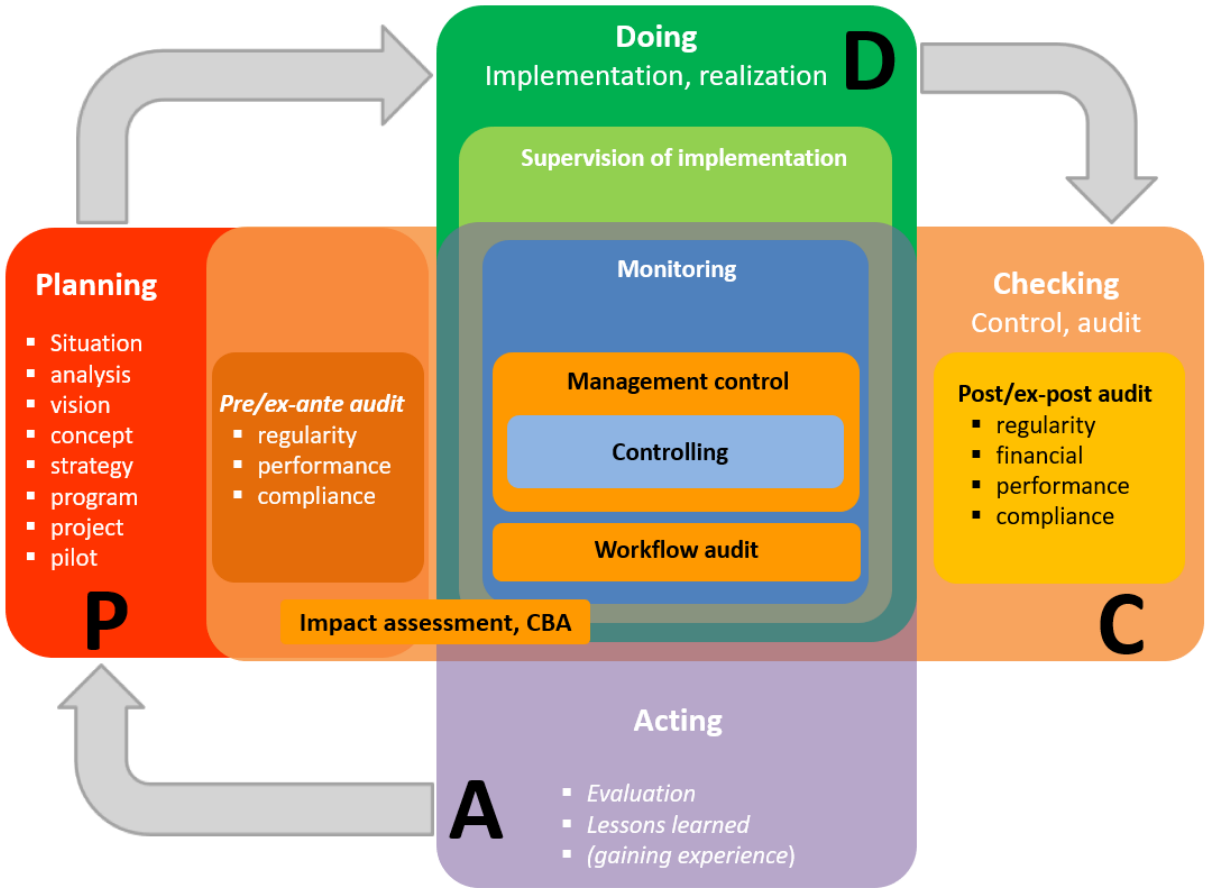 Doing
Implementation, realization
D
Supervision of implementation
Planning
▪ Situation
▪ analysis
▪ vision
▪ concept
▪ strategy
▪ program
▪ project
▪ pilot
P
Pre/ex-ante audit
▪ regularity
▪ performance
▪ compliance
Monitoring
Management control
Controlling
Workflow audit
Impact assessment, CBA
Checking
Control, audit
Post/ex-post audit
▪ regularity
▪ financial
▪ performance
▪ compliance
C
Acting
A
▪ Evaluation
▪ Lessons learned
▪ (gaining experience)